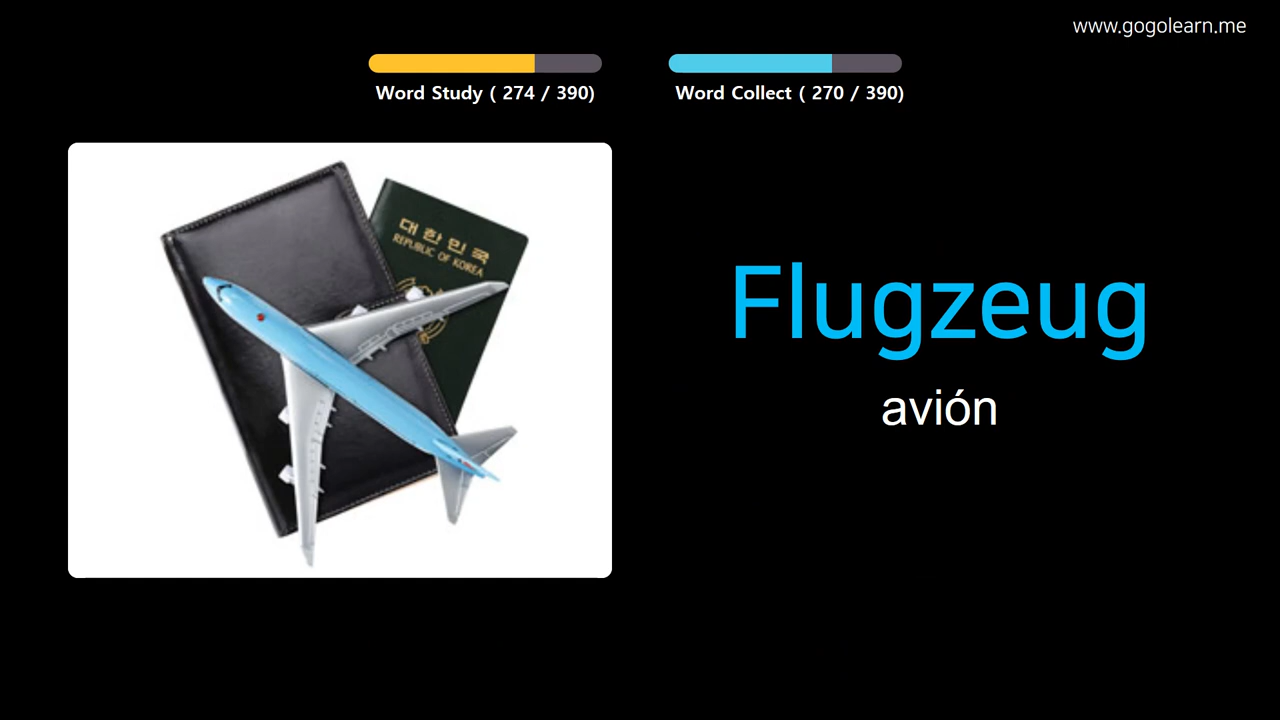 www.gogolearn.me
Word Study ( 274 / 390)
Word Collect ( 270 / 390)
대한민국
REPUBLIC OF KOREA
Flugzeug
avión